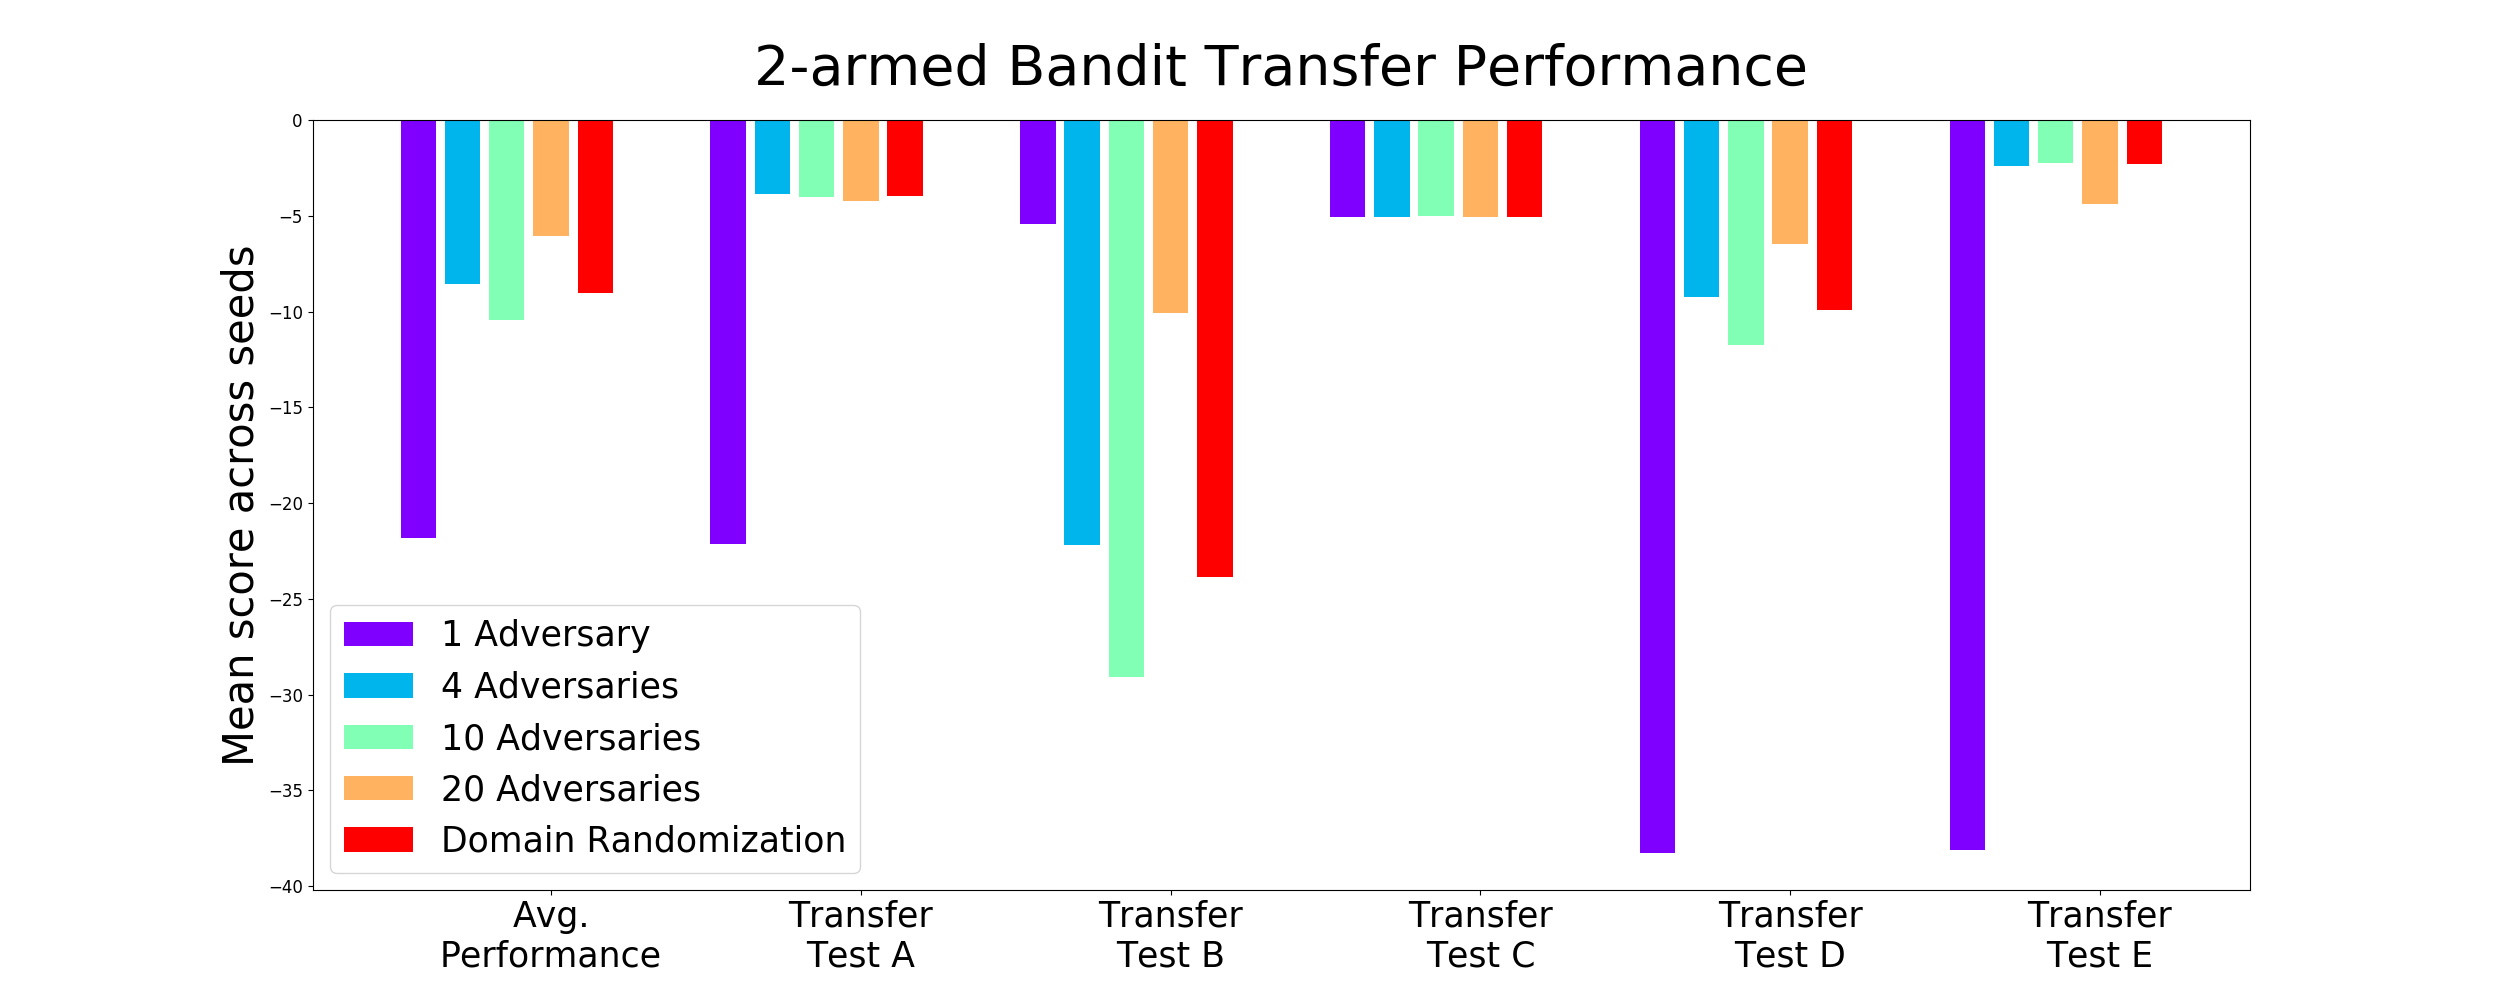 2-armed Bandit Transfer Performance
Mean score across seeds
0
−5
−10
−15
−20
−25
−30
−35
−40
1 Adversary
4 Adversaries
10 Adversaries
20 Adversaries
Domain Randomization
Avg.
Performance
Transfer
Test A
Transfer
Test B
Transfer
Test C
Transfer
Test D
Transfer
Test E